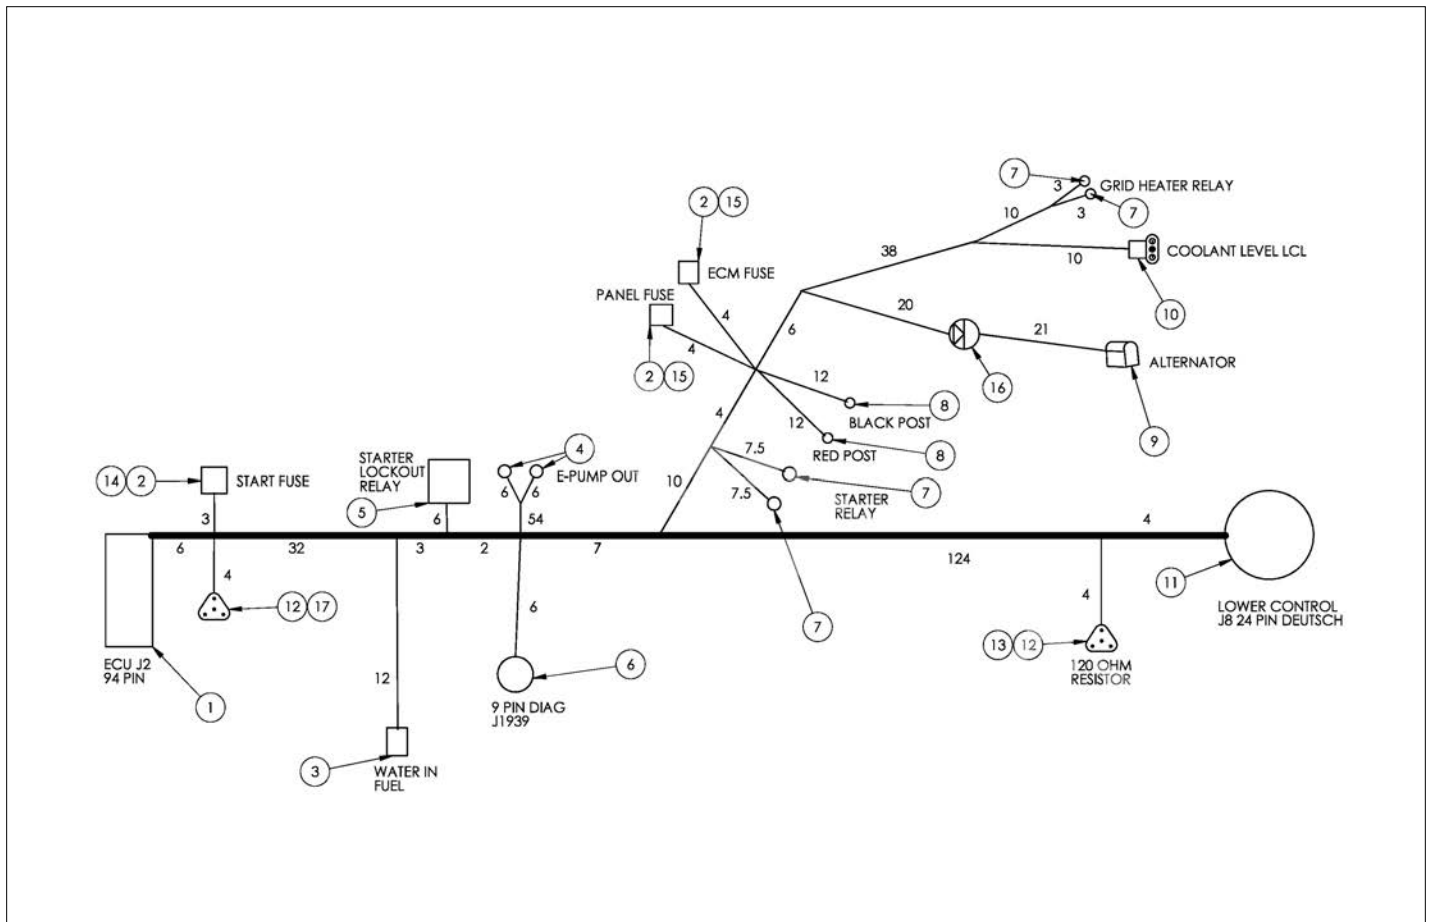 7
3
GRID HEATER RELAY
10
3
7
2 15
38
10
COOLANT LEVEL LCL
ECM FUSE
PANEL FUSE
10
4
20
21
6
4
ALTERNATOR
2 15
12
16
8
BLACK POST
9
4
12
RED POST
8
STARTER
LOCKOUT
RELAY
4
7.5
14 2
START FUSE
E-PUMP OUT
6
6
10
7.5
7
STARTER
RELAY
5
3
6
54
4
6
32
3
2
7
124
4
6
4
11
12 17
7
LOWER CONTROL
J8 24 PIN DEUTSCH
13 12
6
120 OHM
RESISTOR
ECU J2
94 PIN
12
1
9 PIN DIAG
J1939
3
WATER IN
FUEL